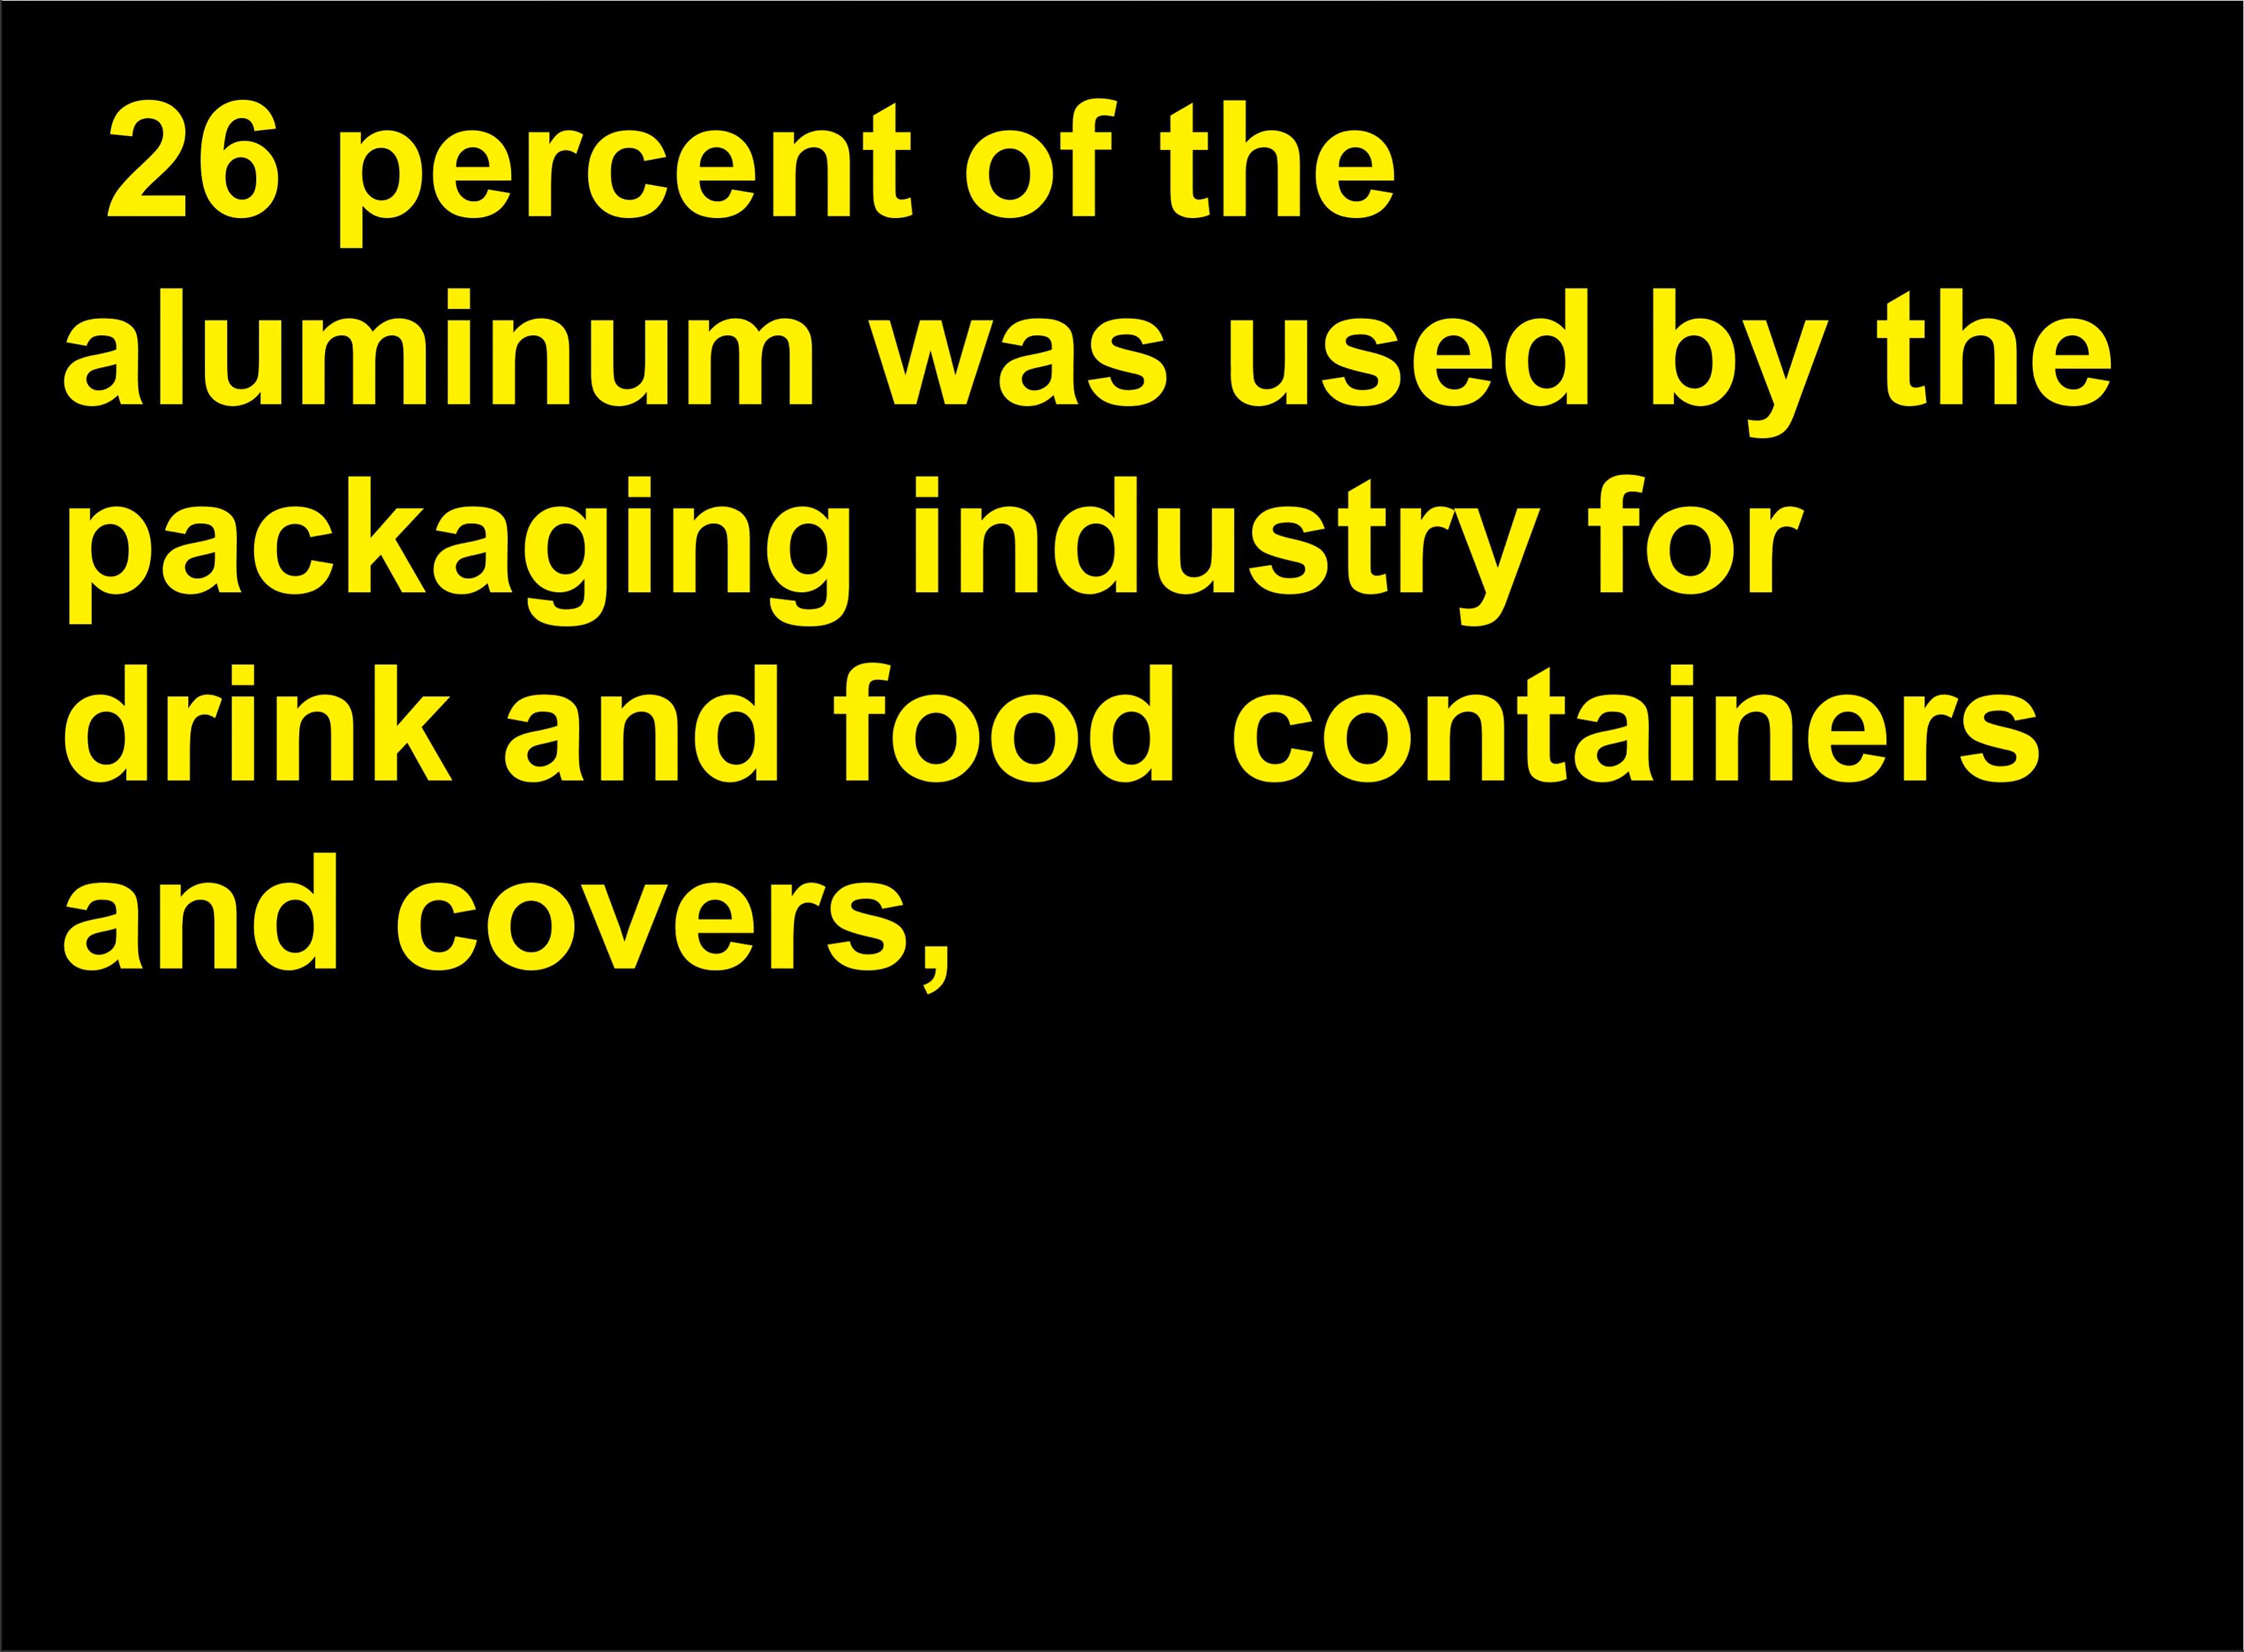 26 percent of the
aluminum was used by the
packaging industry for
drink and food containers
and covers,